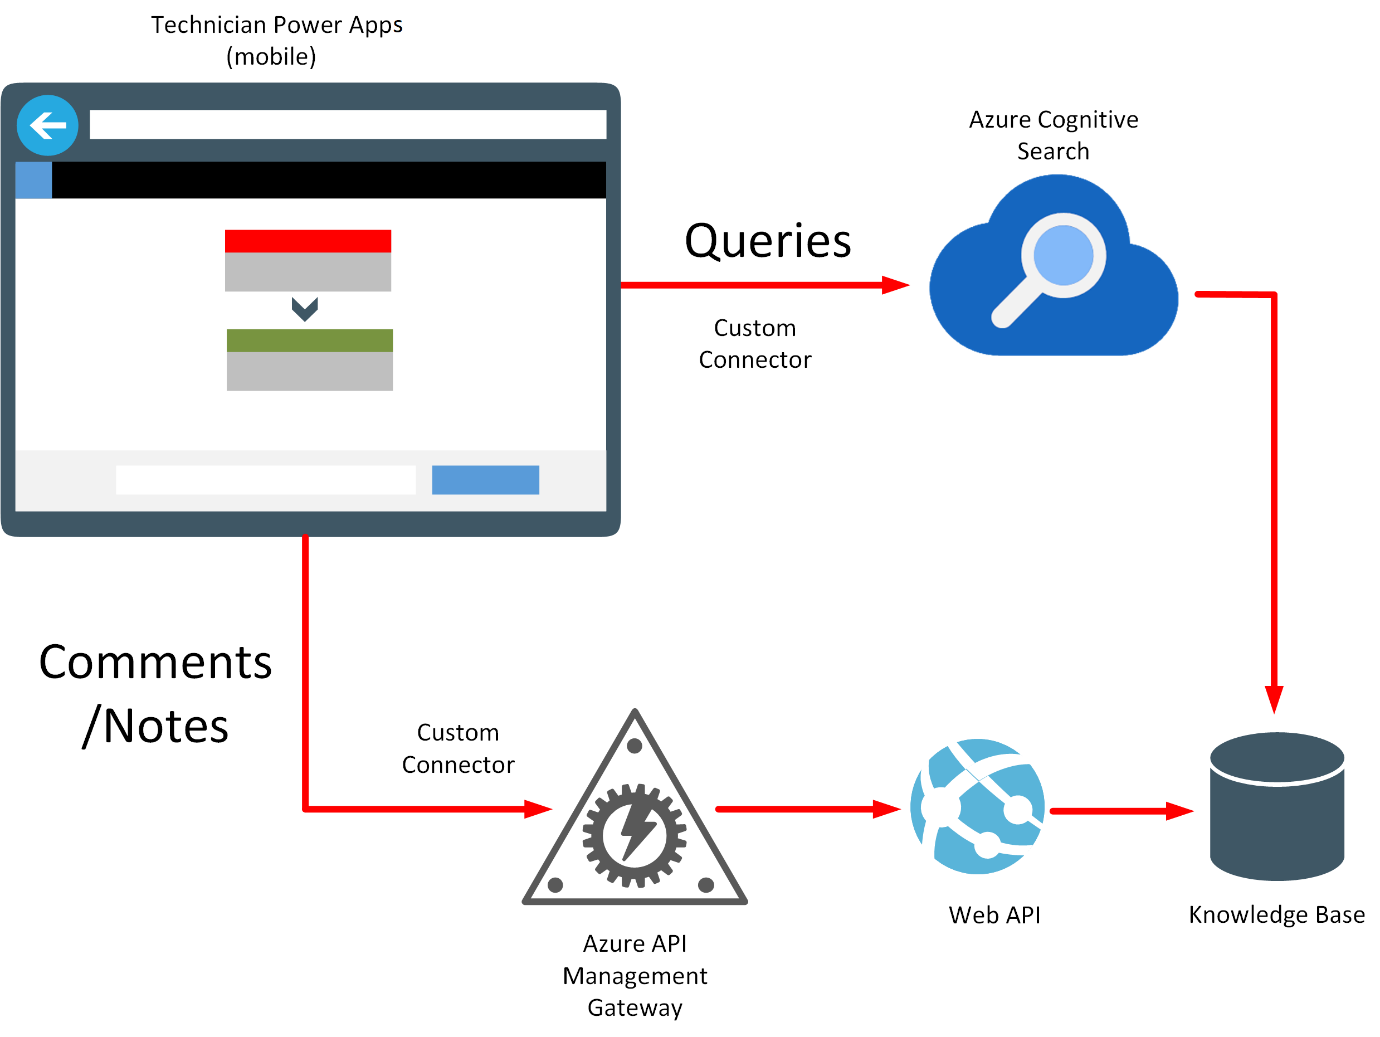 Technician Power Apps
(mobile)
Azure Cognitive
Search
Queries
Custom
Connector
Comments
/Notes
Custom
Connector
Azure API
Management
Gateway
Web API
Knowledge Base